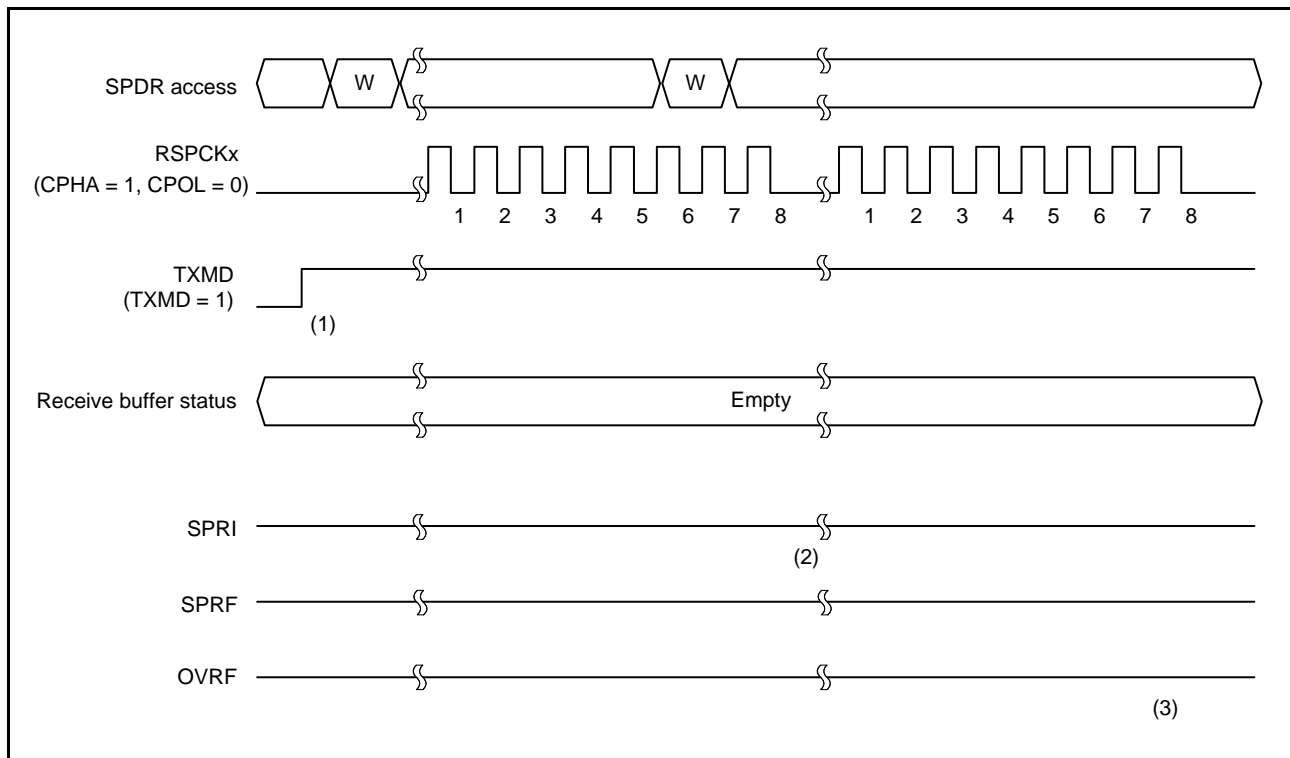 SPDR access
W
W
RSPCKx
(CPHA = 1, CPOL = 0)
1 2 3 4 5 6 7 8 1 2 3 4 5 6 7 8
TXMD
(TXMD = 1)
(1)
Receive buffer status
Empty
SPRI
(2)
SPRF
OVRF
(3)